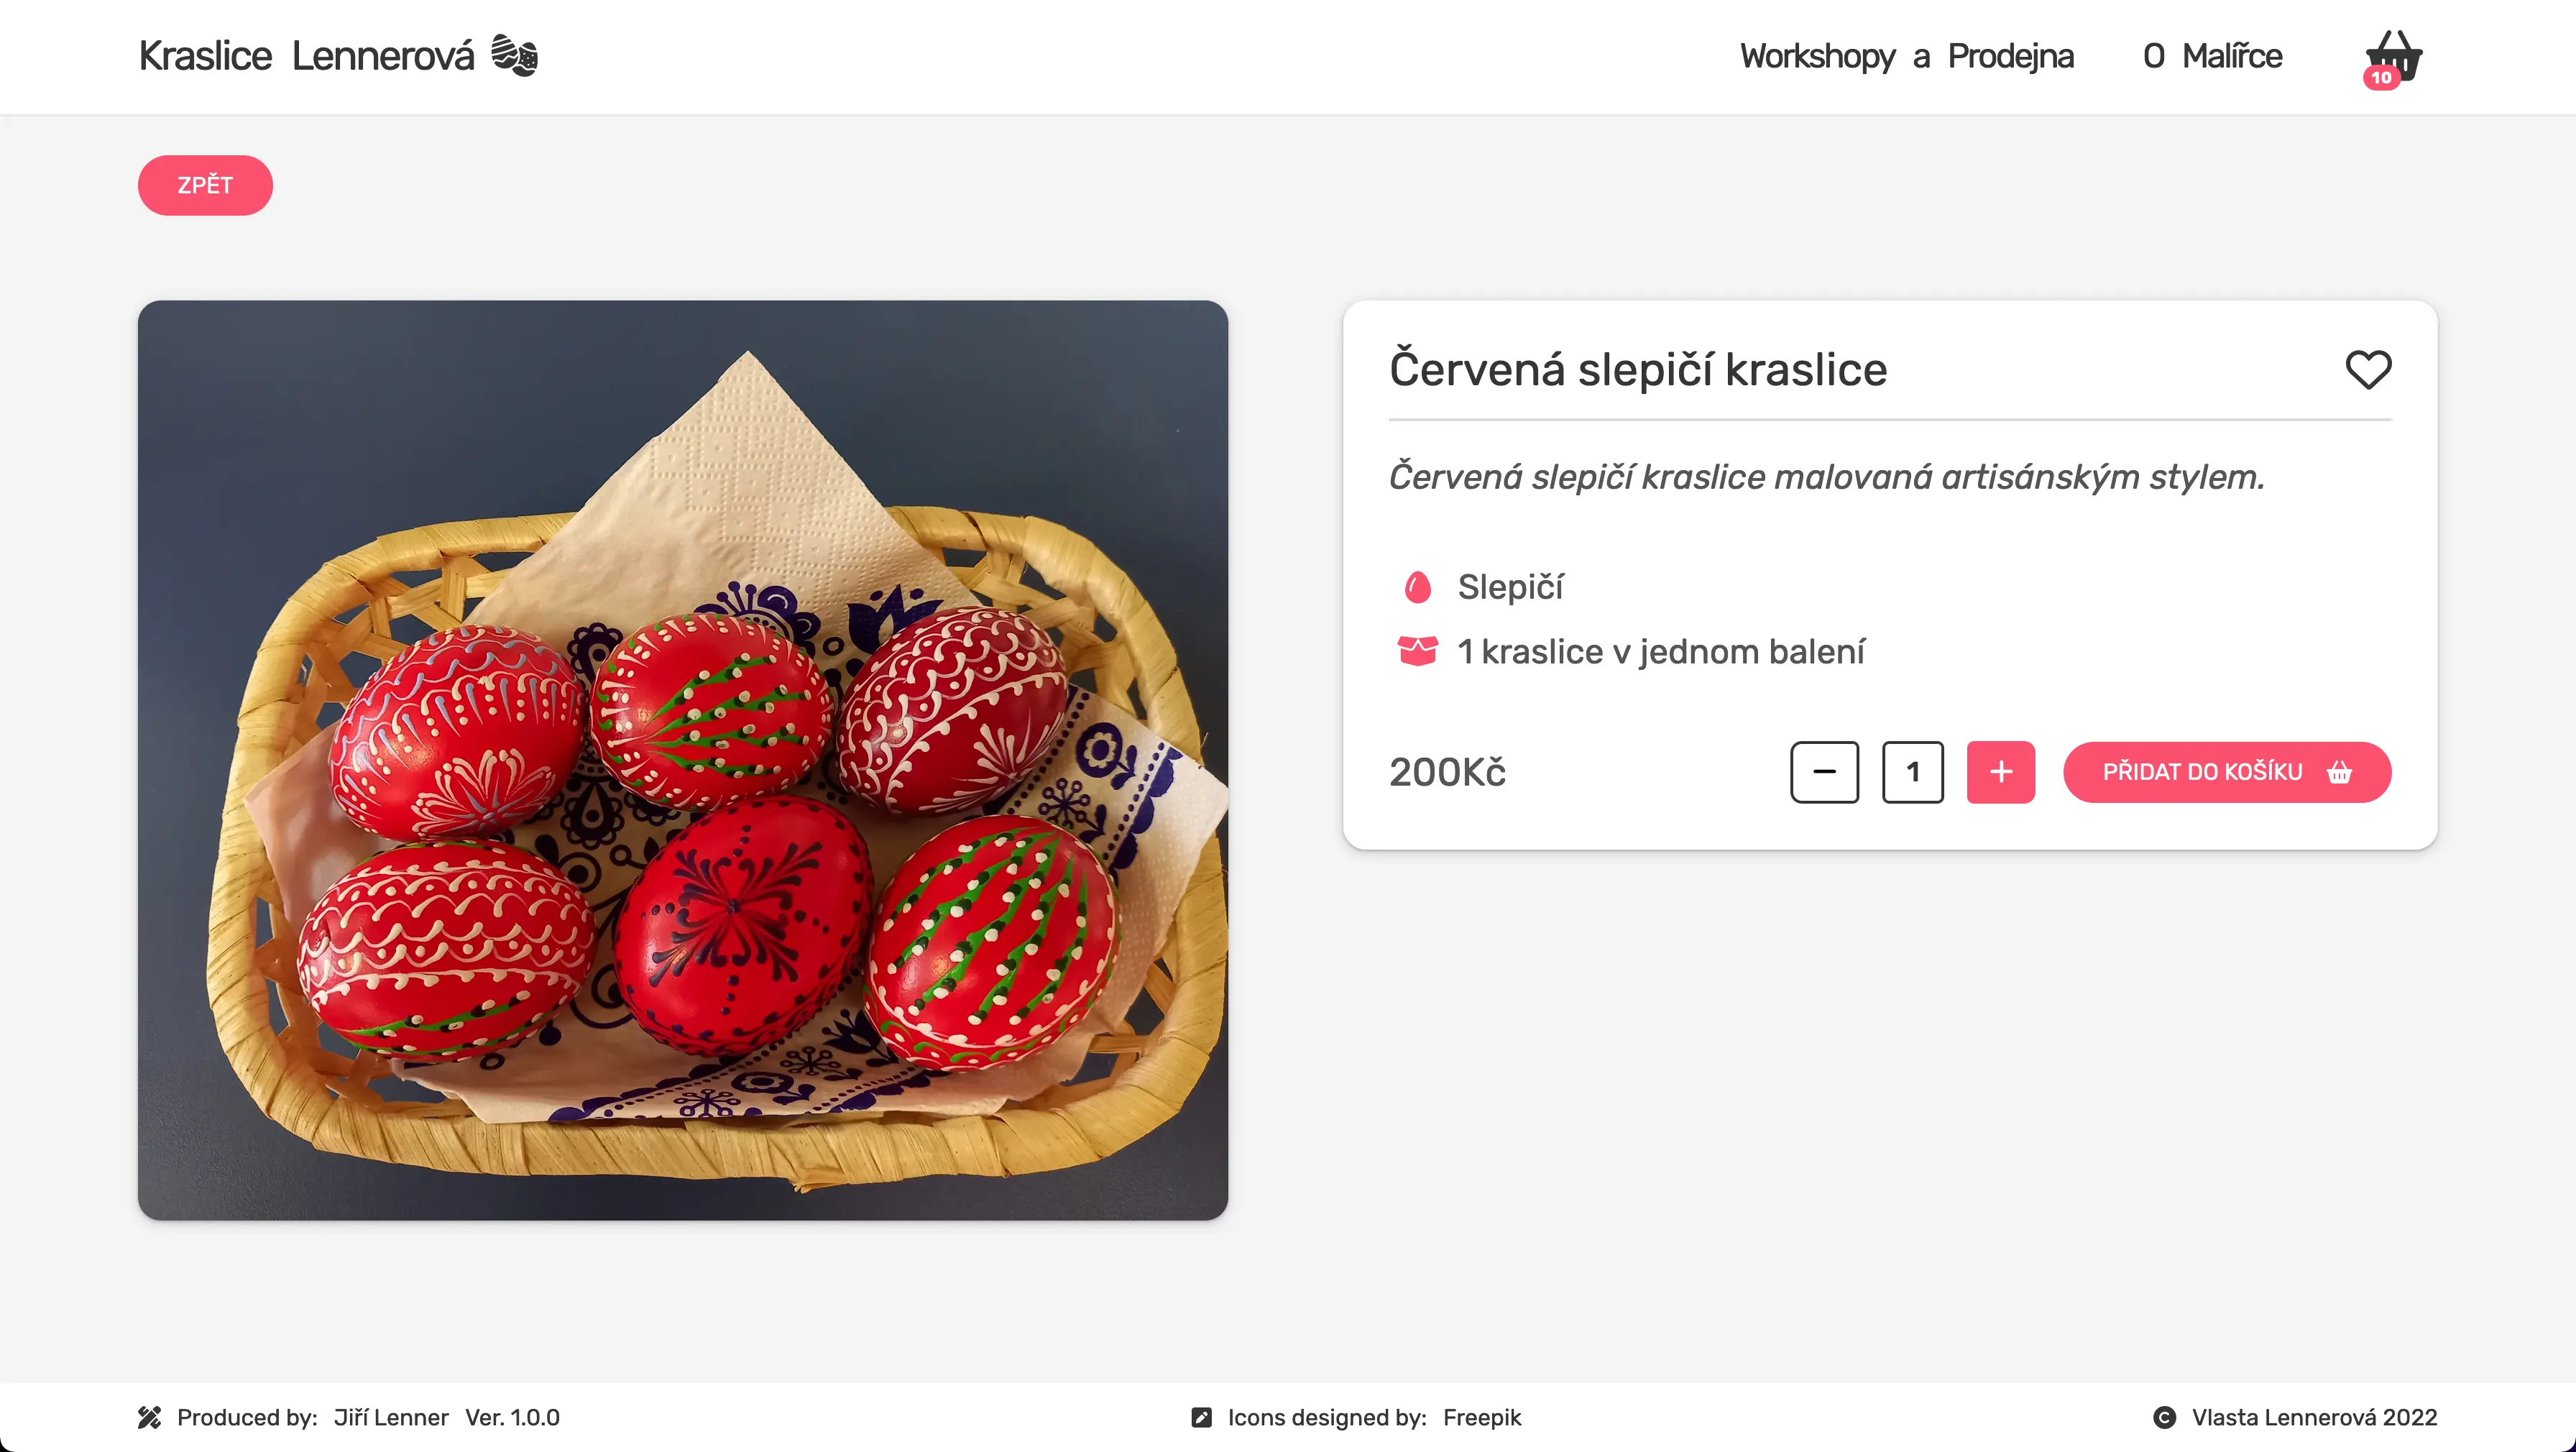 Kraslice Lennerová
Workshopy a Prodejna
O Malířce
10
ZPĚT
Červená slepičí kraslice
Červená slepičí kraslice malovaná artisánským stylem.
Slepičí
1 kraslice v jednom balení
200Kč
1
PŘIDAT DO KOŠÍKU
Produced by: Jiří Lenner Ver. 1.0.0
Icons designed by: Freepik
Vlasta Lennerová 2022